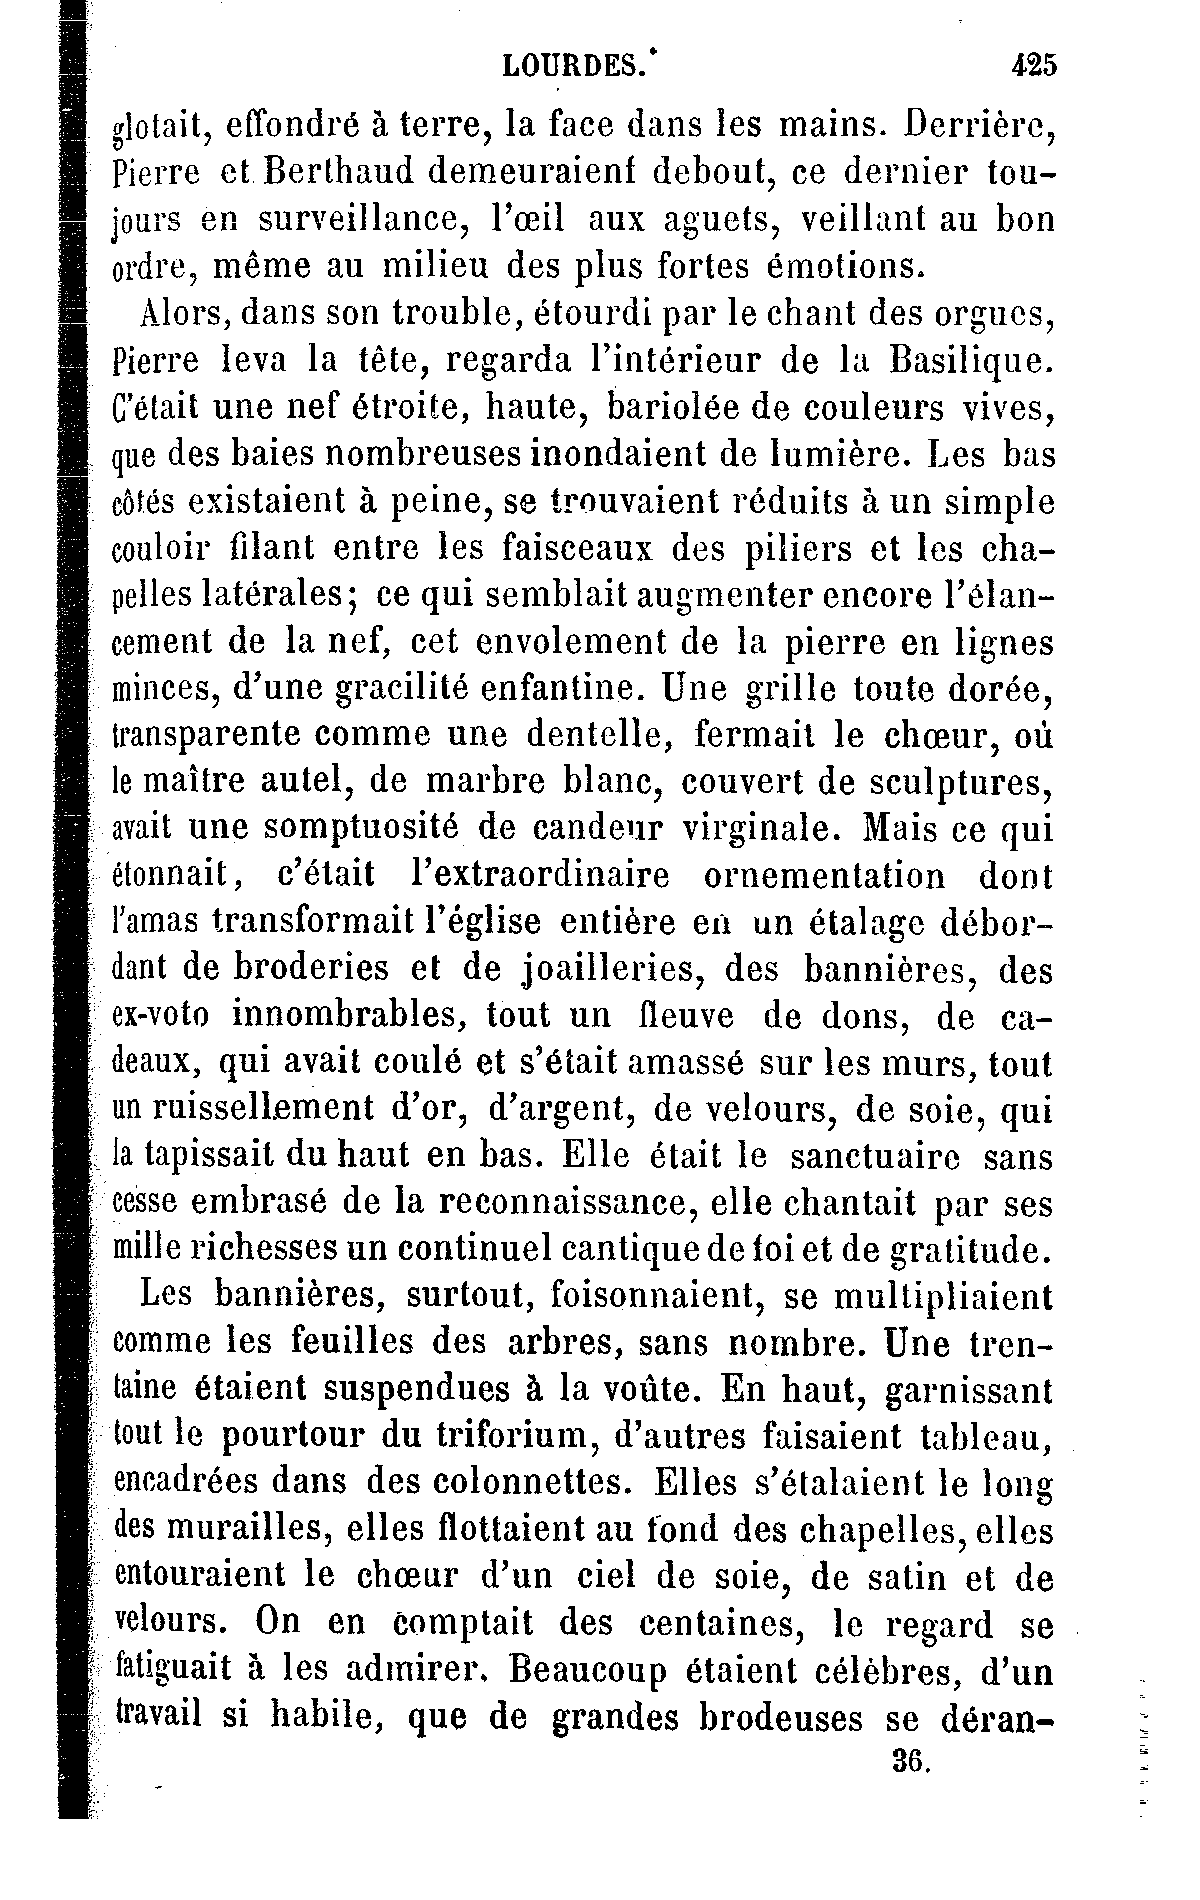 LOURDES. 425
glotait, effondré à terre, la face dans les mains. Derrière,
Pierre et Berthaud demeuraient debout, ce dernier tou-
jours en surveillance, l'œil aux aguets, veillant au bon
ordre, même au milieu des plus fortes émotions.
Alors, dans son trouble, étourdi par le chant des orgues,
Pierre leva la tête, regarda l'intérieur de la Basilique.
C'était une nef étroite, haute, bariolée de couleurs vives,
que des baies nombreuses inondaient de lumière. Les bas
côtés existaient à peine, se trouvaient réduits à un simple
couloir filant entre les faisceaux des piliers et les cha-
pelles latérales; ce qui semblait augmenter encore l'élan-
cement de la nef, cet envolement de la pierre en lignes
minces, d'une gracilité enfantine. Une grille toute dorée,
transparente comme une dentelle, fermait le chœur, où
le maître autel, de marbre blanc, couvert de sculptures,
avait une somptuosité de candeur virginale. Mais ce qui
étonnait, c'était l'extraordinaire ornementation dont
l'amas transformait l'église entière en un étalage débor-
dant de broderies et de joailleries, des bannières, des
ex-voto innombrables, tout un fleuve de dons, de ca-
deaux, qui avait coulé et s'était amassé sur les murs, tout
un ruissellement d'or, d'argent, de velours, de soie, qui
la tapissait du haut en bas. Elle était le sanctuaire sans
cesse embrasé de la reconnaissance, elle chantait par ses
mille richesses un continuel cantique de foi et de gratitude.
Les bannières, surtout, foisonnaient, se multipliaient
comme les feuilles des arbres, sans nombre. Une tren-
taine étaient suspendues à la voûte. En haut, garnissant
tout le pourtour du triforium, d'autres faisaient tableau,
encadrées dans des colonnettes. Elles s'étalaient le long
des murailles, elles flottaient au fond des chapelles, elles
entouraient le chœur d'un ciel de soie, de satin et de
velours. On en comptait des centaines, le regard se
fatiguait à les admirer. Beaucoup étaient célèbres, d'un
travail si habile, que de grandes brodeuses se déran-
36.